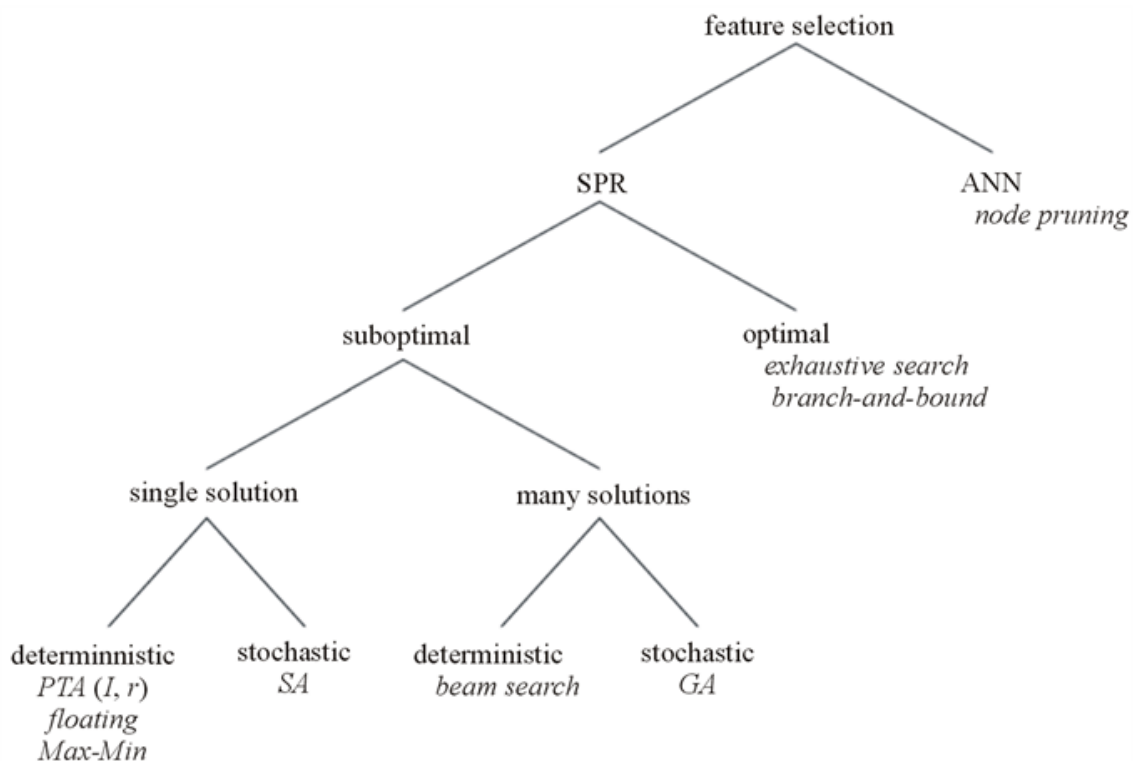 feature selection
SPR
ANN
node pruning
suboptimal
optimal
exhaustive search
branch-and-bound
single solution
many solutions
determinnistic
PTA (I, r)
floating
Max-Min
stochastic
SA
deterministic
beam search
stochastic
GA